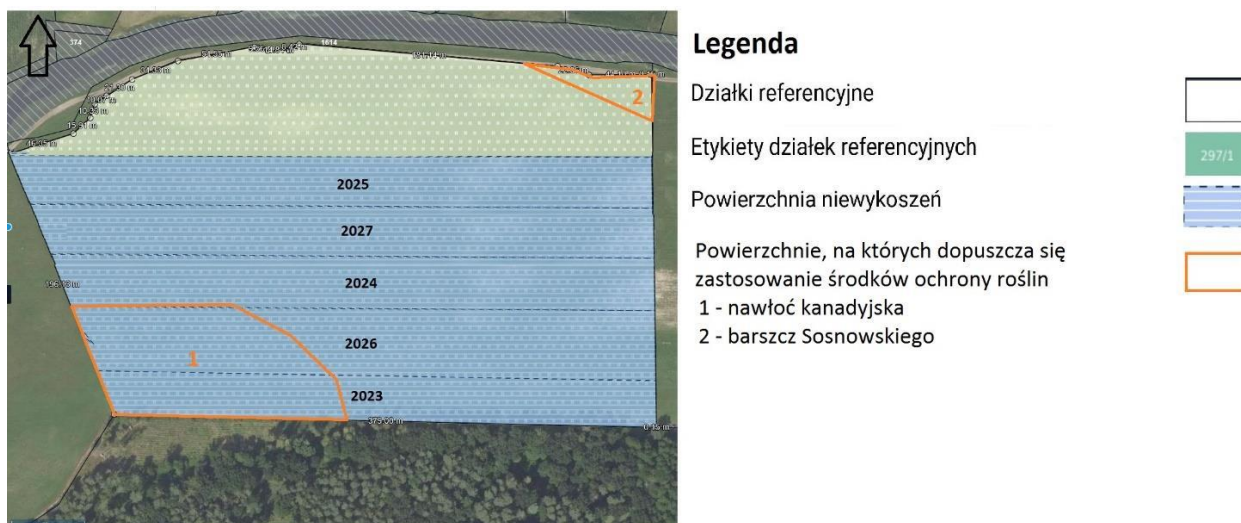 374
1614
2
2025
2027
2024
2026
1
2023
Legenda
Działki referencyjne
Etykiety działek referencyjnych
297/1
Powierzchnia niewykoszeń
Powierzchnie, na których dopuszcza się
zastosowanie środków ochrony roślin
1 - nawłoć kanadyjska
2 - barszcz Sosnowskiego